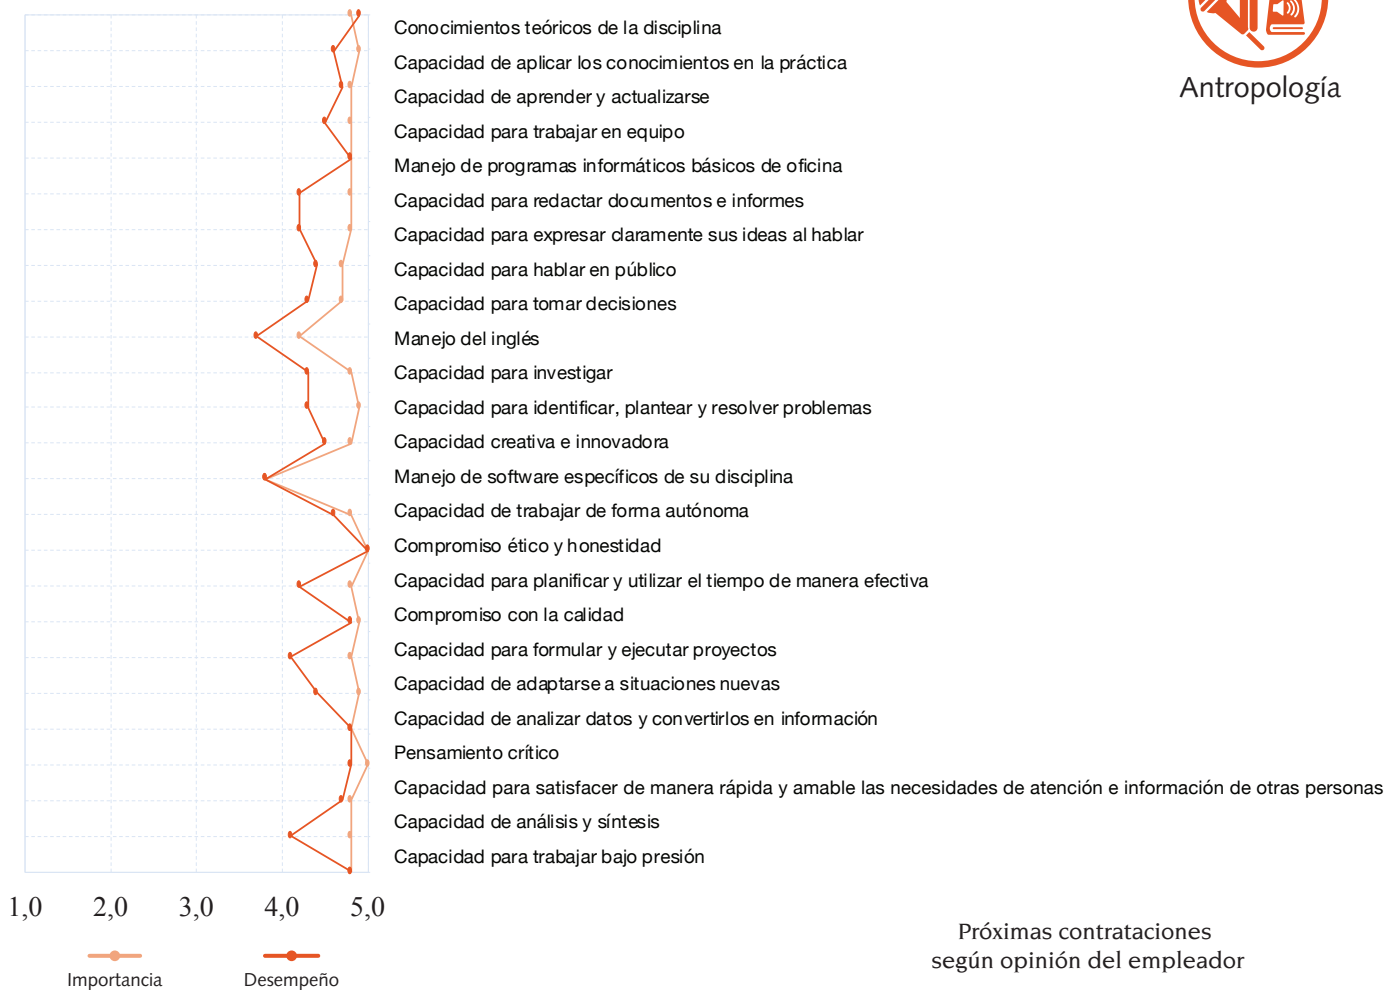 Conocimientos teóricos de la disciplina
Capacidad de aplicar los conocimientos en la práctica
Capacidad de aprender y actualizarse
Capacidad para trabajar en equipo
Manejo de programas informáticos básicos de oficina
Capacidad para redactar documentos e informes
Capacidad para expresar claramente sus ideas al hablar
Capacidad para hablar en público
Capacidad para tomar decisiones
Manejo del inglés
Capacidad para investigar
Capacidad para identificar, plantear y resolver problemas
Capacidad creativa e innovadora
Manejo de software específicos de su disciplina
Capacidad de trabajar de forma autónoma
Compromiso ético y honestidad
Capacidad para planificar y utilizar el tiempo de manera efectiva
Compromiso con la calidad
Capacidad para formular y ejecutar proyectos
Capacidad de adaptarse a situaciones nuevas
Capacidad de analizar datos y convertirlos en información
Pensamiento crítico
Capacidad para satisfacer de manera rápida y amable las necesidades de atención e información de otras personas
Capacidad de análisis y síntesis
Capacidad para trabajar bajo presión
1,0 2,0 3,0 4,0 5,0
Importancia Desempeño
Antropología
Próximas contrataciones
según opinión del empleador